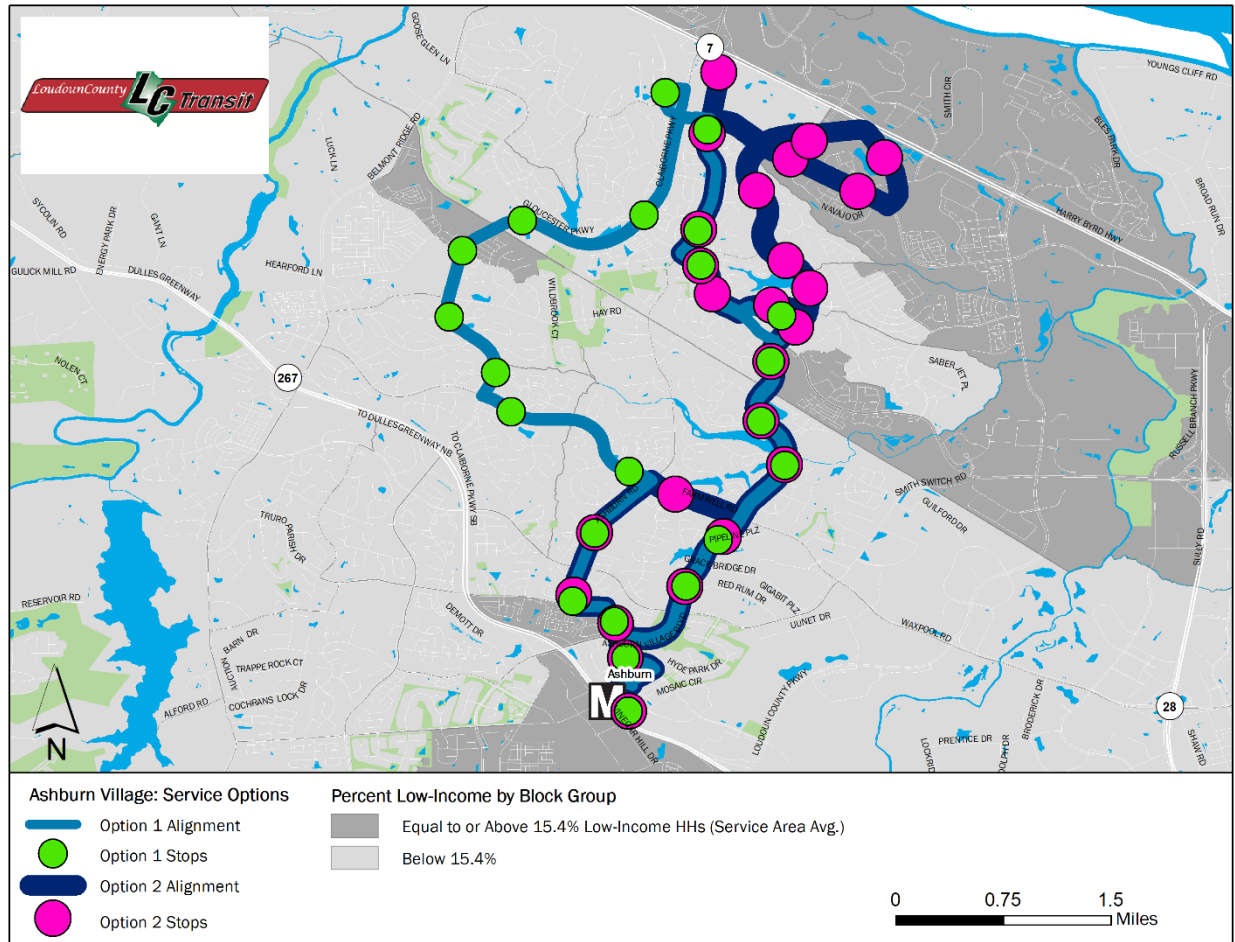 LoudounCounty LC Transit
GOOSE GLEN LN
7
YOUNGS CLIFF RD
SMITH CIR
BLES PARK DR
LUCK LN
BELMONT RIDGE RD
CLAIBORNE PKWY
BROAD RUN DR
SYCOLIN RD
ENERGY PARK DR
GANT LN
GLOUCESTER PKWY
NAVAJO DR
HARRY BYRD HWY
GULICK MILL RD
DULLES GREENWAY
HEARFORD LN
WILDBROOK CT
HAY RD
NOLEN CT
267
SABER JET PL
TO DULLES GREENWAY NB
RUSSELL BRANCH PKWY
TO CLAIBORNE PKWY SB
FARMWELL RD
SMITH SWITCH RD
GUILFORD DR
TRURO PARISH DR
PIPELINE PLZ
SULLY RD
GIGABIT PLZ
RED RUM DR
RESERVOIR RD
DEMOTT DR
UUNET DR
WAXPOOL RD
BARN DR
ASHBURN VILLAGE BLVD
AUCTION
TRAPPE ROCK CT
HYDE PARK DR
Ashburn
MOSAIC CIR
COCHRANS LOCK DR
ALFORD RD
M
LOUDOUN COUNTY PKWY
BRODERICK DR
28
N
PRENTICE DR
SHAW RD
Ashburn Village: Service Options
Option 1 Alignment
Option 1 Stops
Option 2 Alignment
Option 2 Stops
Percent Low-Income by Block Group
Equal to or Above 15.4% Low-Income HHs (Service Area Avg.)
Below 15.4%
0 0.75 1.5
Miles